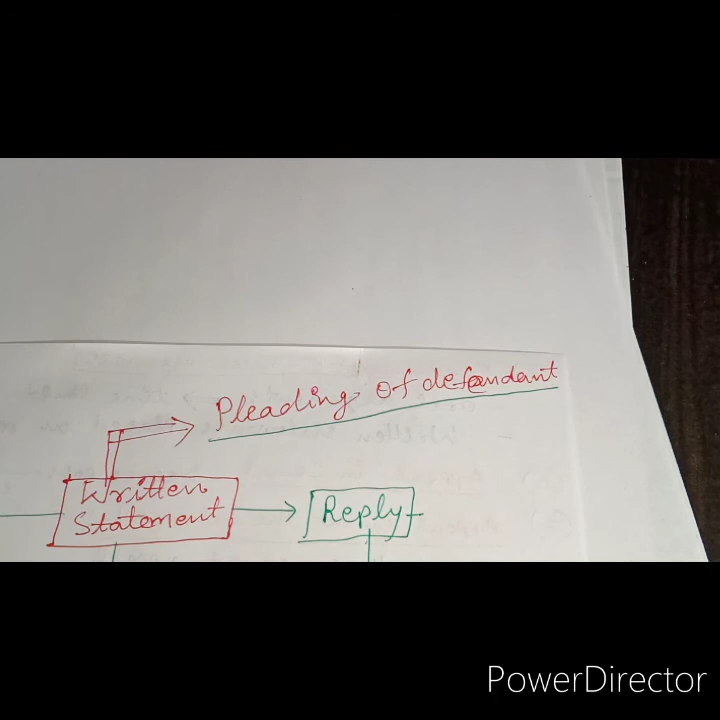 Pleading of defendant
Written
Statement
Reply
PowerDirector